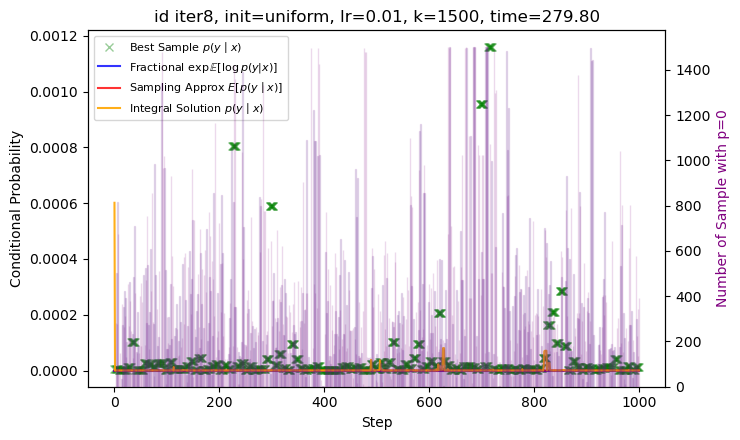 id iter8, init=uniform, lr=0.01, k=1500, time=279.80
Best Sample p(y | x)
Fractional exp𝔼[log p(y|x)]
Sampling Approx E[p(y | x)]
Integral Solution p(y | x)
0.0012
0.0010
0.0008
0.0006
0.0004
0.0002
0.0000
Conditional Probability
1400
1200
1000
800
600
400
200
0
Number of Sample with p=0
0 200 400 600 800 1000
Step